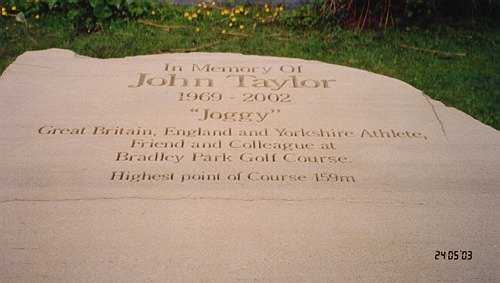 In Memory Of
John Taylor
1969 - 2002
"Joggy"
Great Britain, England and Yorkshire Athlete,
Friend and Colleague at
Bradley Park Golf Course.
Highest point of Course 159m
24 05 '03